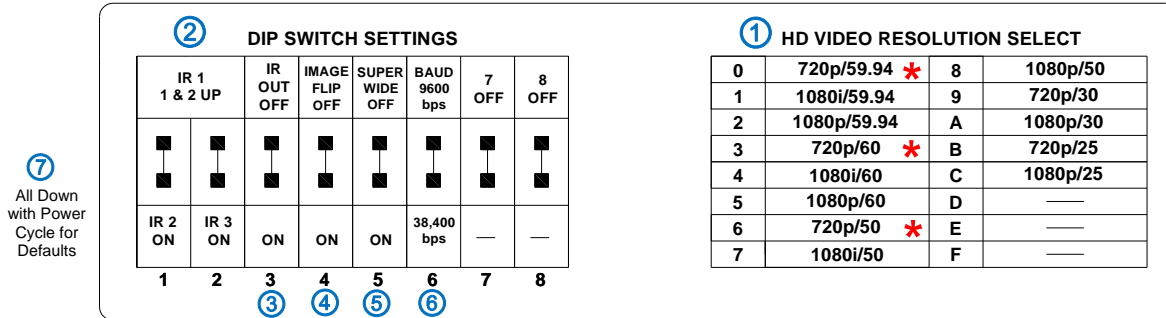 ② DIP SWITCH SETTINGS
IR 1
1 & 2 UP
IR
OUT
OFF
IMAGE
FLIP
OFF
SUPER
WIDE
OFF
BAUD
9600
bps
7
OFF
8
OFF
⑦
All Down
with Power
Cycle for
Defaults
IR 2
ON
IR 3
ON
ON
ON
ON
38,400
bps
—
—
1 2 3 4 5 6 7 8
③ ④ ⑤ ⑥
① HD VIDEO RESOLUTION SELECT
0 720p/59.94 * 8 1080p/50
1 1080i/59.94 9 720p/30
2 1080p/59.94 A 1080p/30
3 720p/60 * B 720p/25
4 1080i/60 C 1080p/25
5 1080p/60 D —
6 720p/50 * E —
7 1080i/50 F —